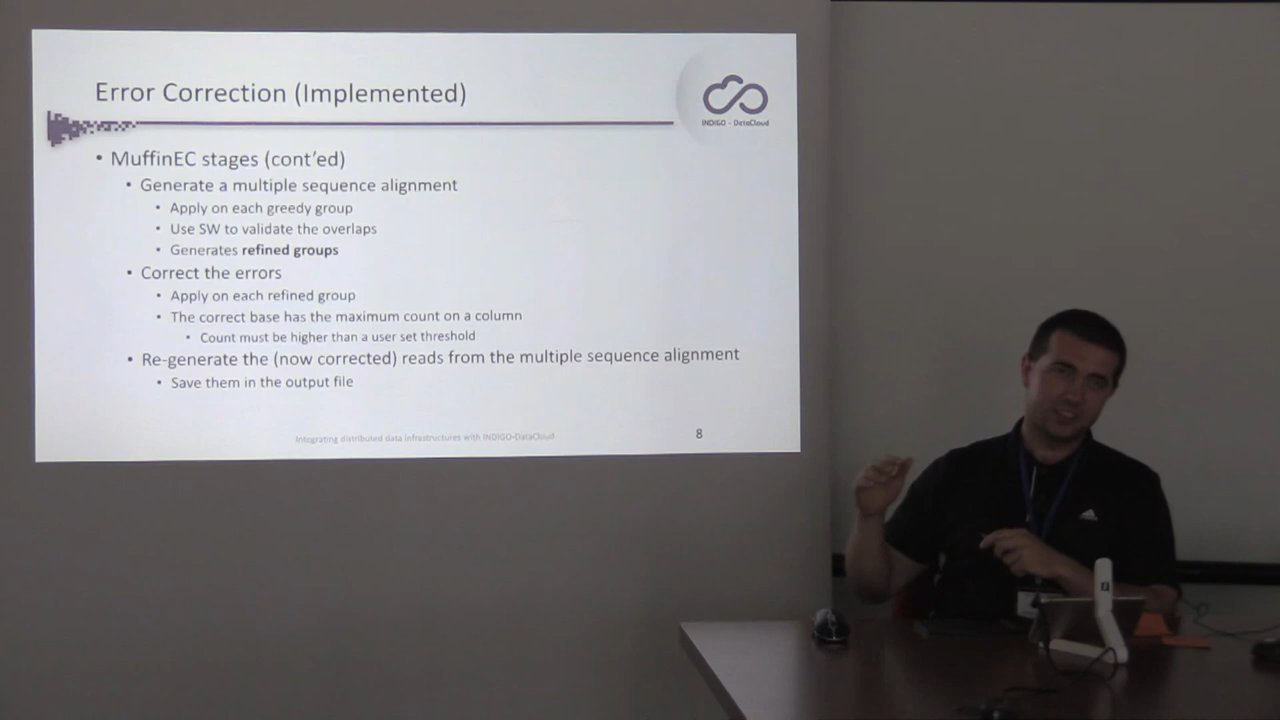 Error Correction (Implemented)
INDIGO - DataCloud
• MuffinEC stages (cont'ed)
• Generate a multiple sequence alignment
• Apply on each greedy group
• Use SW to validate the overlaps
• Generates refined groups
• Correct the errors
• Apply on each refined group
• The correct base has the maximum count on a column
• Count must be higher than a user set threshold
• Re-generate the (now corrected) reads from the multiple sequence alignment
• Save them in the output file
Integrating distributed data infrastructures with INDIGO-DataCloud
8